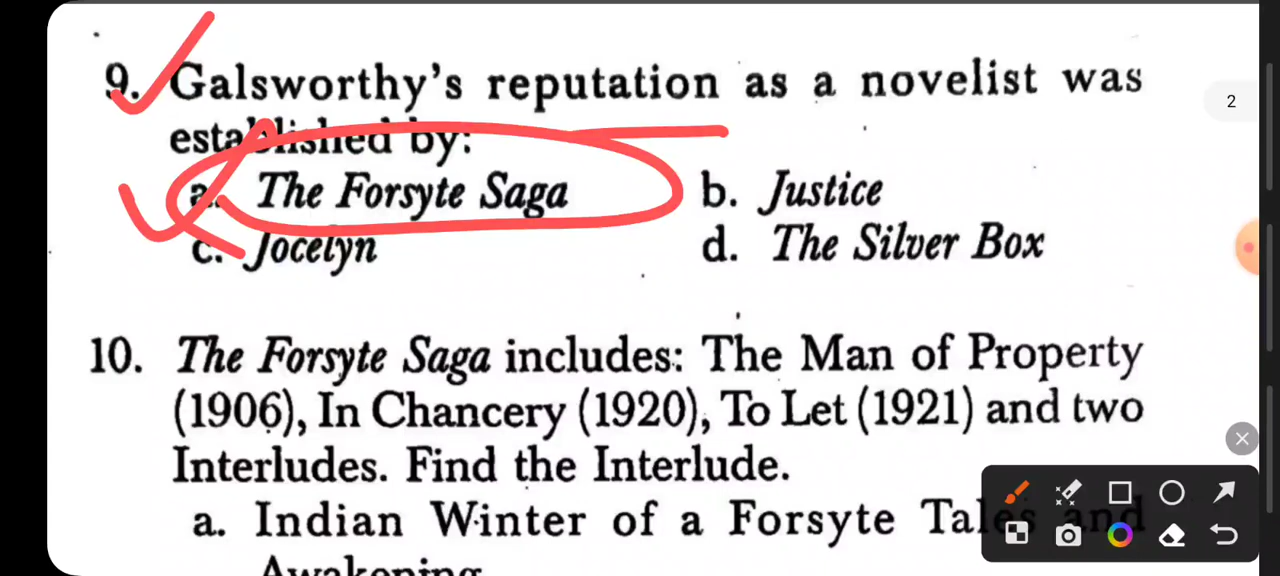 9. Galsworthy's reputation as a novelist was
established by:
a. The Forsyte Saga b. Justice
c. Jocelyn d. The Silver Box
10. The Forsyte Saga includes: The Man of Property
(1906), In Chancery (1920), To Let (1921) and two
Interludes. Find the Interlude.
a. Indian Winter of a Forsyte Tales and
Awakening
2